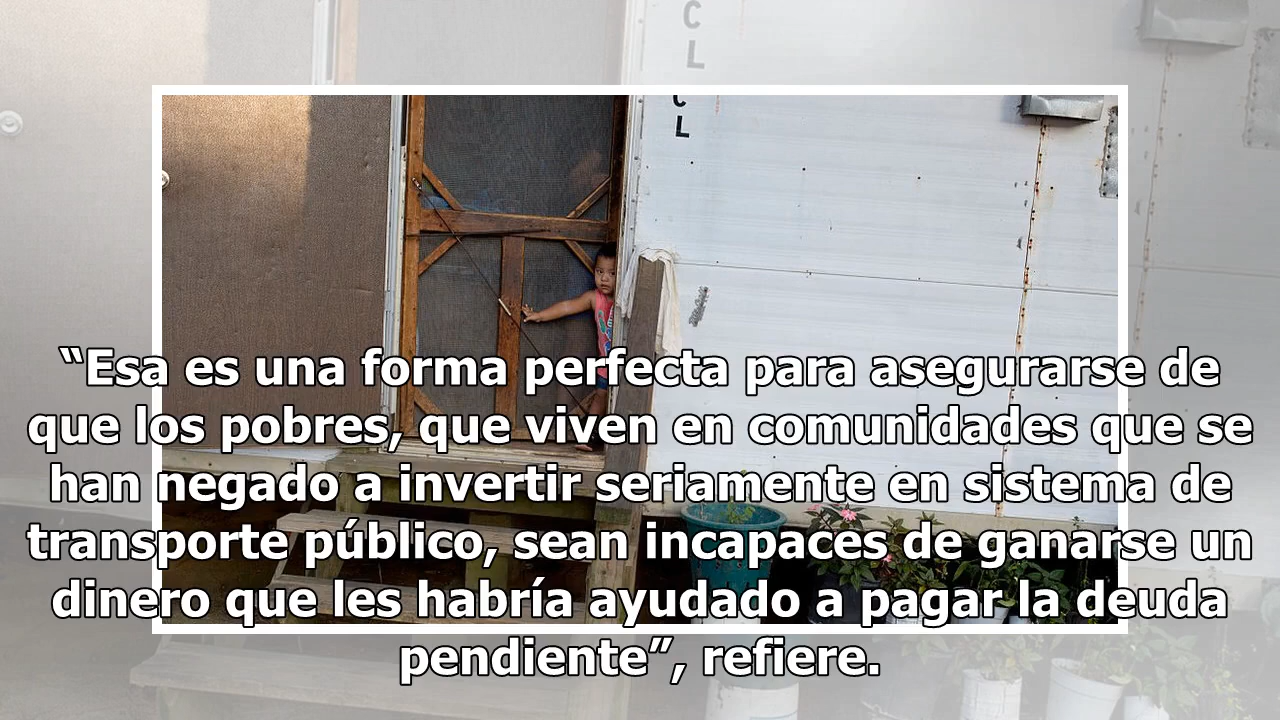 C
L
C
L
“Esa es una forma perfecta para asegurarse de
que los pobres, que viven en comunidades que se
han negado a invertir seriamente en sistema de
transporte público, sean incapaces de ganarse un
dinero que les habría ayudado a pagar la deuda
pendiente”, refiere.